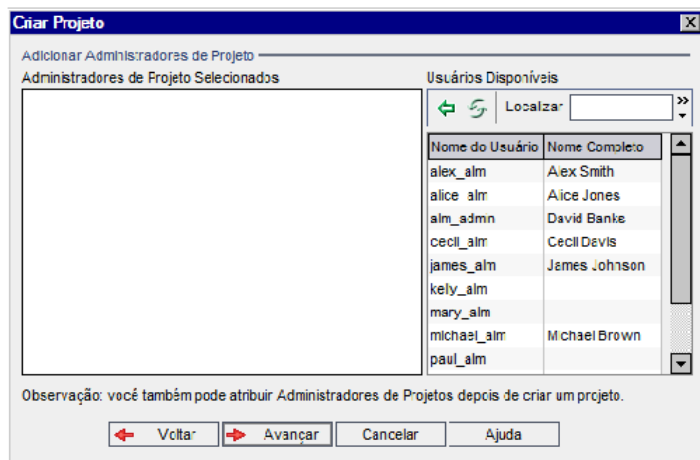 Criar Projeto
Adicionar Administradores de Projeto
Administradores de Projeto Selecionados
Usuários Disponíveis
Localizar
Nome do Usuário Nome Completo
alex_alm Alex Smith
alice_alm Alice Jones
alm_admin David Banks
cecil_alm Cecil Davis
james_alm James Johnson
kelly_alm
mary_alm
michael_alm Michael Brown
paul_alm
Observação: você também pode atribuir Administradores de Projetos depois de criar um projeto.
Voltar Avançar Cancelar Ajuda